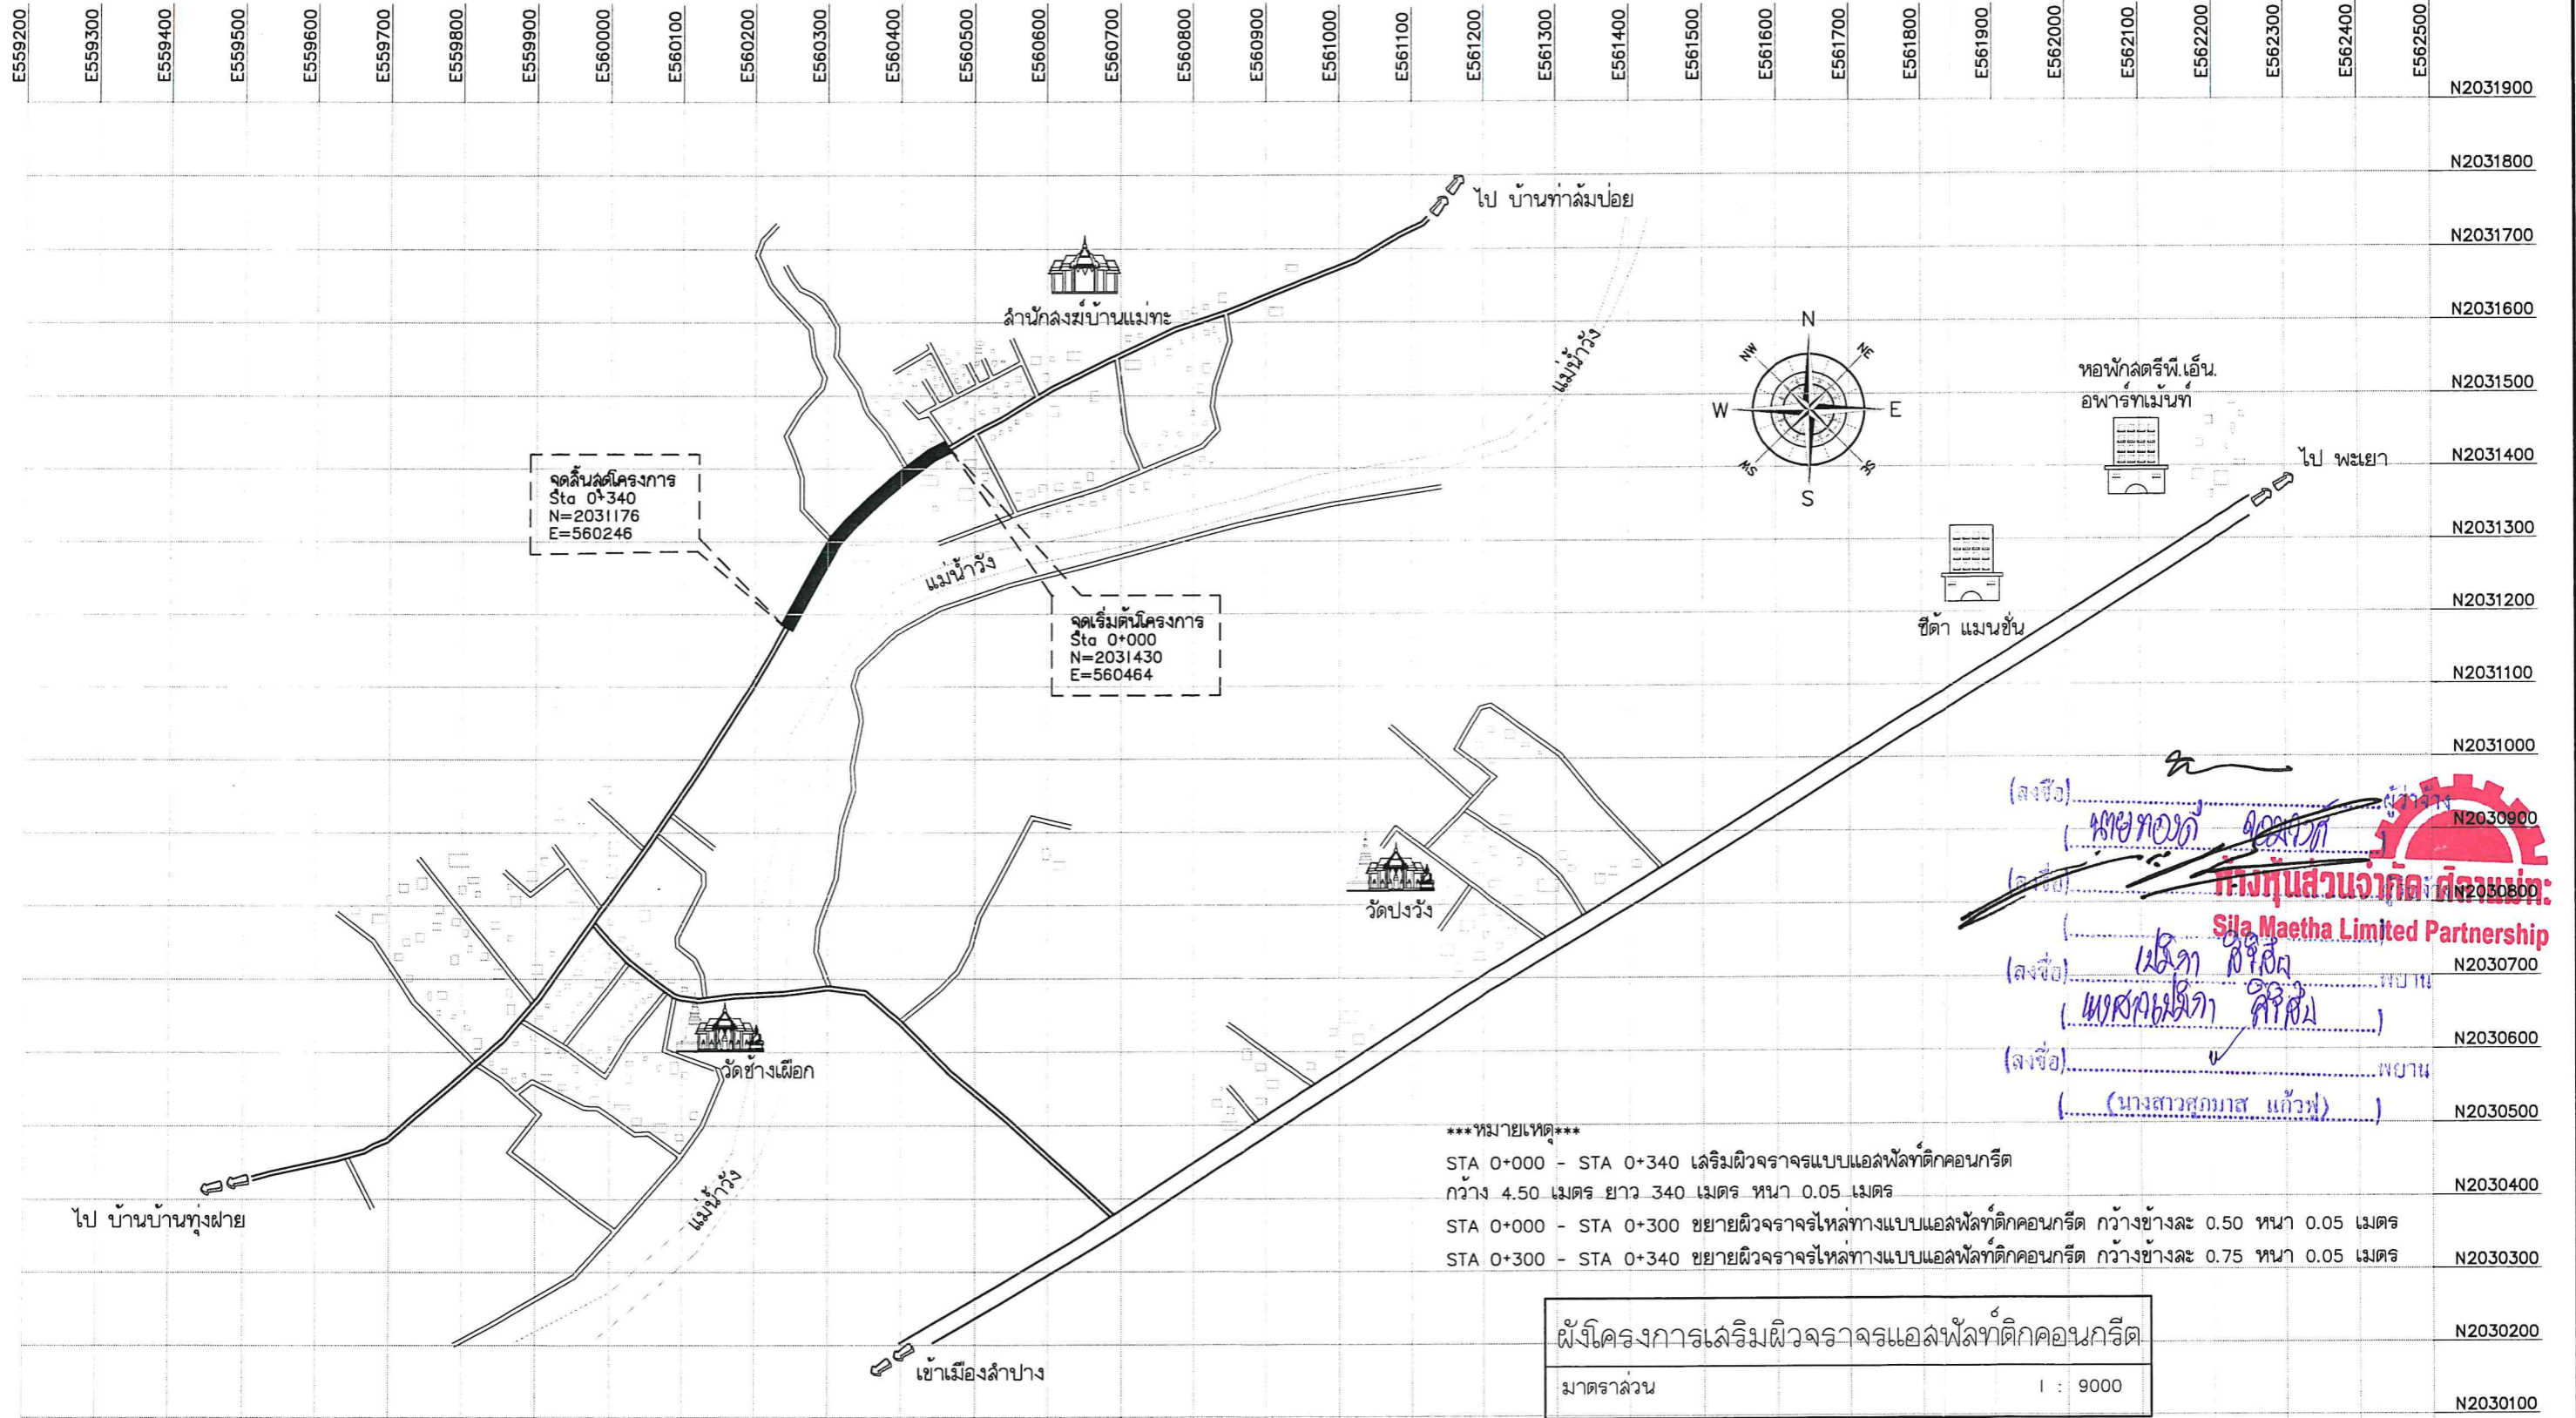 E559200
E559300
E559400
E559500
E559600
E559700
E559800
E559900
E560000
E560100
E560200
E560300
E560400
E560500
E560600
E560700
E560800
E560900
E561000
E561100
E561200
E561300
E561400
E561500
E561600
E561700
E561800
E561900
E562000
E562100
E562200
E562300
E562400
E562500
N2031900
N2031800
N2031700
N2031600
N2031500
N2031400
N2031300
N2031200
N2031100
N2031000
N2030900
N2030800
N2030700
N2030600
N2030500
N2030400
N2030300
N2030200
N2030100
ไป บ้านท่าส้มป่อย
สำนักสงฆ์บ้านแม่ทะ
แม่น้ำวัง
N
NE
E
SE
S
SW
W
NW
หอพักสตรีพี.เอ็น.
อพาร์ทเม้นท์
ไป พะเยา
ซีด้า แมนชั่น
จุดสิ้นสุดโครงการ
Sta 0+340
N=2031176
E=560246
แม่น้ำวัง
จุดเริ่มต้นโครงการ
Sta 0+000
N=2031430
E=560464
วัดปงวัง
วัดช้างเผือก
แม่น้ำวัง
ไป บ้านบ้านทุ่งฝาย
เข้าเมืองลำปาง
(ลงชื่อ) ผู้ว่าจ้าง
(ลงชื่อ)
ห้างหุ้นส่วนจำกัด ศิลาแม่ทะ
Sila Maetha Limited Partnership
(ลงชื่อ) พยาน
(ลงชื่อ) พยาน
(นางสาวศุภมาส แก้วฟู)
***หมายเหตุ***
STA 0+000 - STA 0+340 เสริมผิวจราจรแบบแอสฟัลท์ติกคอนกรีต
กว้าง 4.50 เมตร ยาว 340 เมตร หนา 0.05 เมตร
STA 0+000 - STA 0+300 ขยายผิวจราจรไหล่ทางแบบแอสฟัลท์ติกคอนกรีต กว้างข้างละ 0.50 หนา 0.05 เมตร
STA 0+300 - STA 0+340 ขยายผิวจราจรไหล่ทางแบบแอสฟัลท์ติกคอนกรีต กว้างข้างละ 0.75 หนา 0.05 เมตร
ผังโครงการเสริมผิวจราจรแอสฟัลท์ติกคอนกรีต
มาตราส่วน 1 : 9000